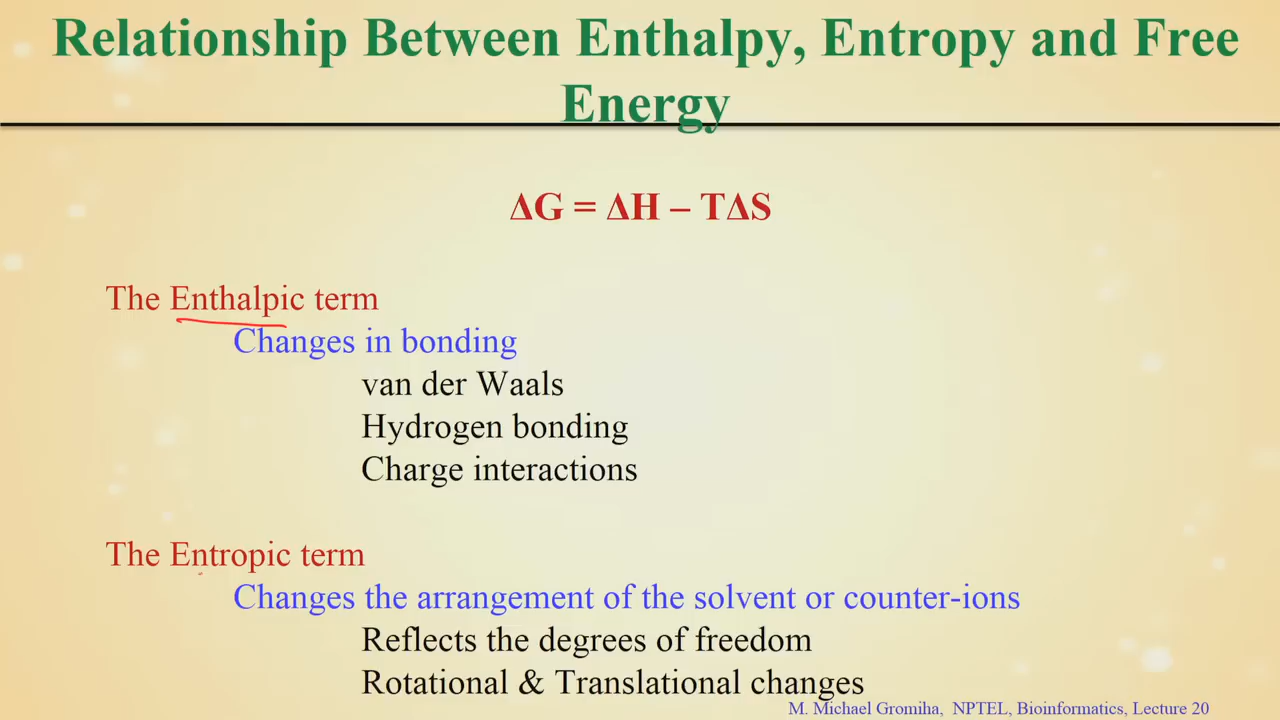 Relationship Between Enthalpy, Entropy and Free
Energy
ΔG = ΔH – TΔS
The Enthalpic term
Changes in bonding
van der Waals
Hydrogen bonding
Charge interactions
The Entropic term
Changes the arrangement of the solvent or counter-ions
Reflects the degrees of freedom
Rotational & Translational changes
M. Michael Gromiha, NPTEL, Bioinformatics, Lecture 20